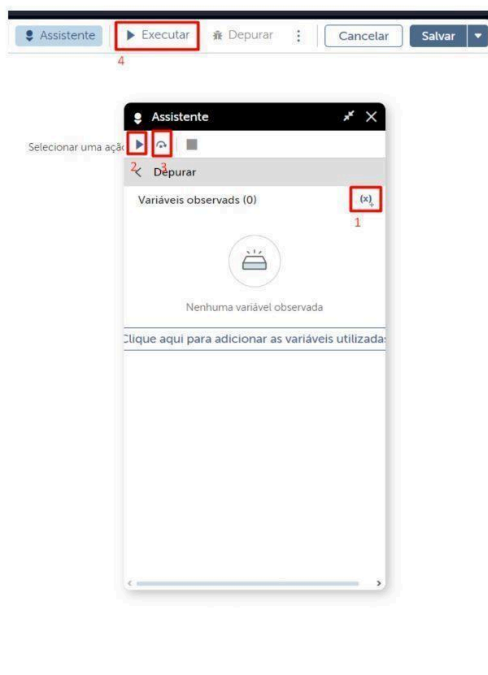 Assistente Executar Depurar Cancelar Salvar
4
Assistente
Selecionar uma açã
2 3
Depurar
Variáveis observads (0) (x)+
1
Nenhuma variável observada
Clique aqui para adicionar as variáveis utilizadas